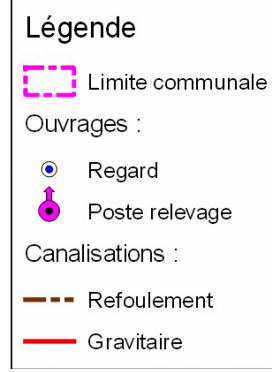 Légende
Limite communale
Ouvrages :
Regard
Poste relevage
Canalisations :
Refoulement
Gravitaire